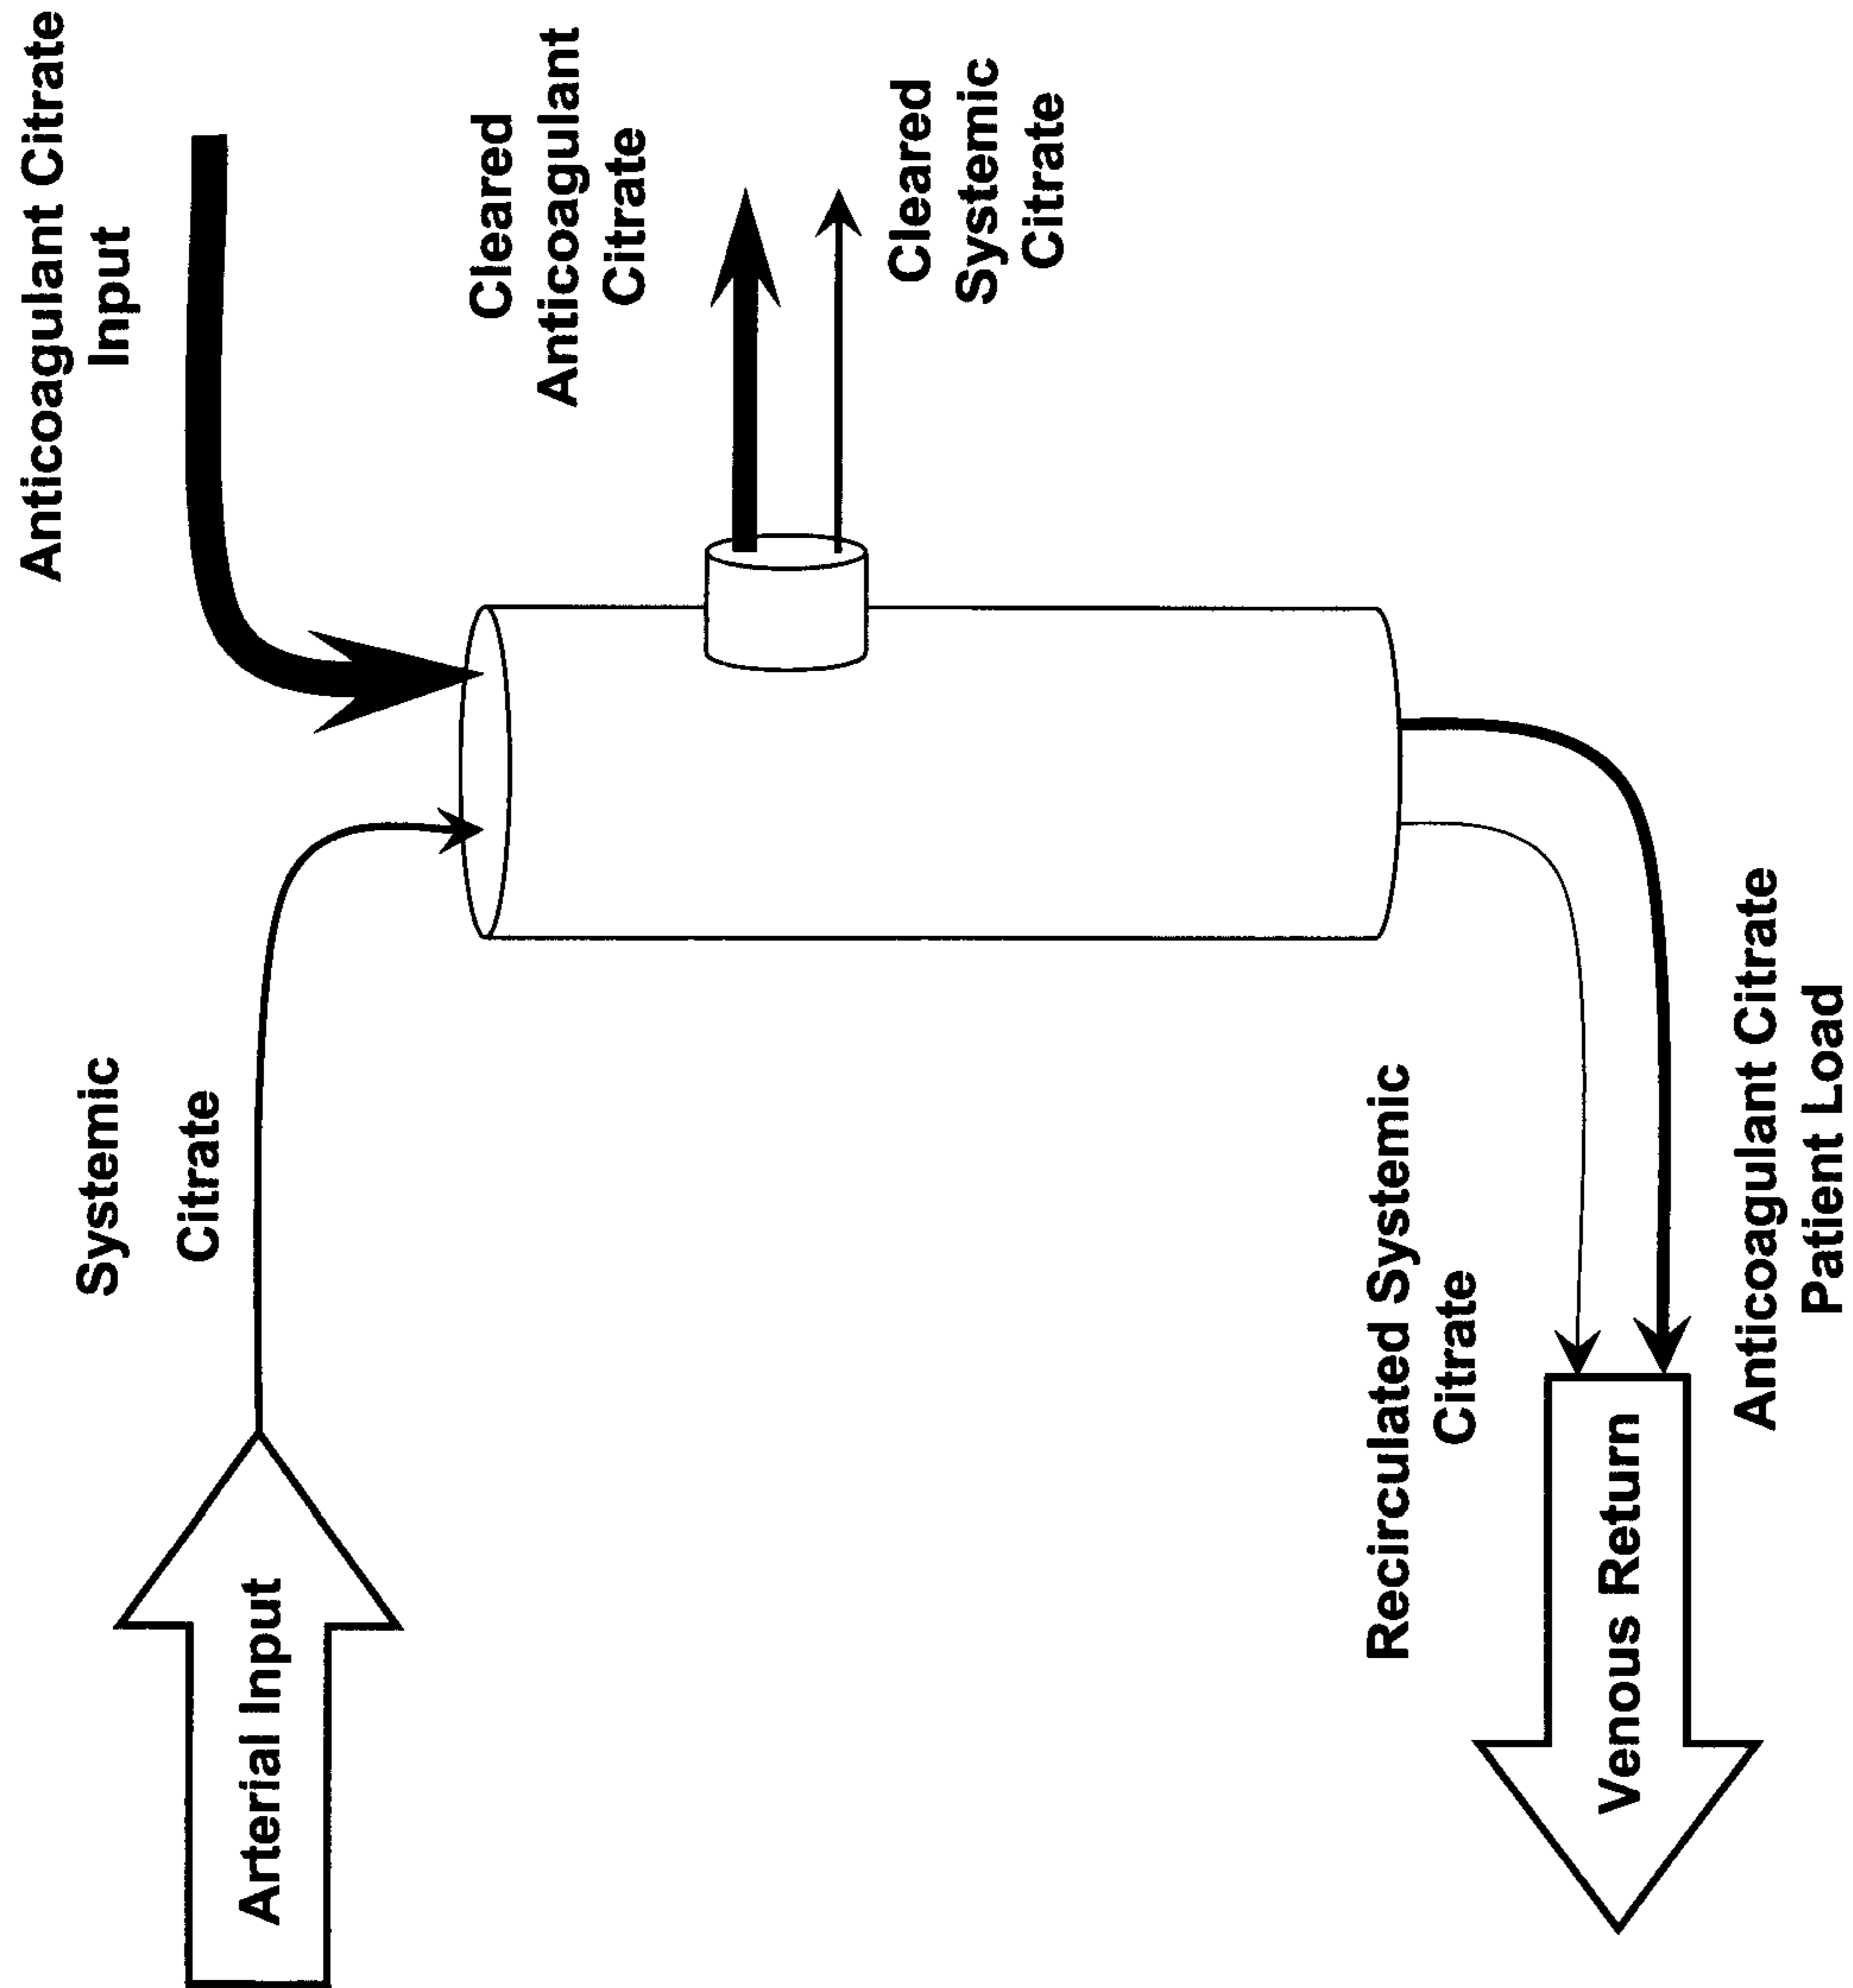 Anticoagulant Citrate
Input
Systemic
Citrate
Arterial Input
Cleared
Anticoagulant
Citrate
Cleared
Systemic
Citrate
Recirculated Systemic
Citrate
Venous Return
Anticoagulant Citrate
Patient Load